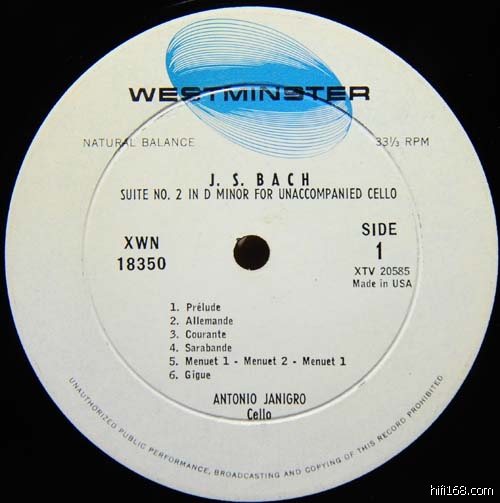 WESTMINSTER
NATURAL BALANCE
33⅓ RPM
J. S. BACH
SUITE NO. 2 IN D MINOR FOR UNACCOMPANIED CELLO
XWN
18350
SIDE
1
XTV 20585
Made in USA
1. Prélude
2. Allemande
3. Courante
4. Sarabande
5. Menuet 1 - Menuet 2 - Menuet 1
6. Gigue
ANTONIO JANIGRO
Cello
UNAUTHORIZED PUBLIC PERFORMANCE, BROADCASTING AND COPYING OF THIS RECORD PROHIBITED
hifi168.com